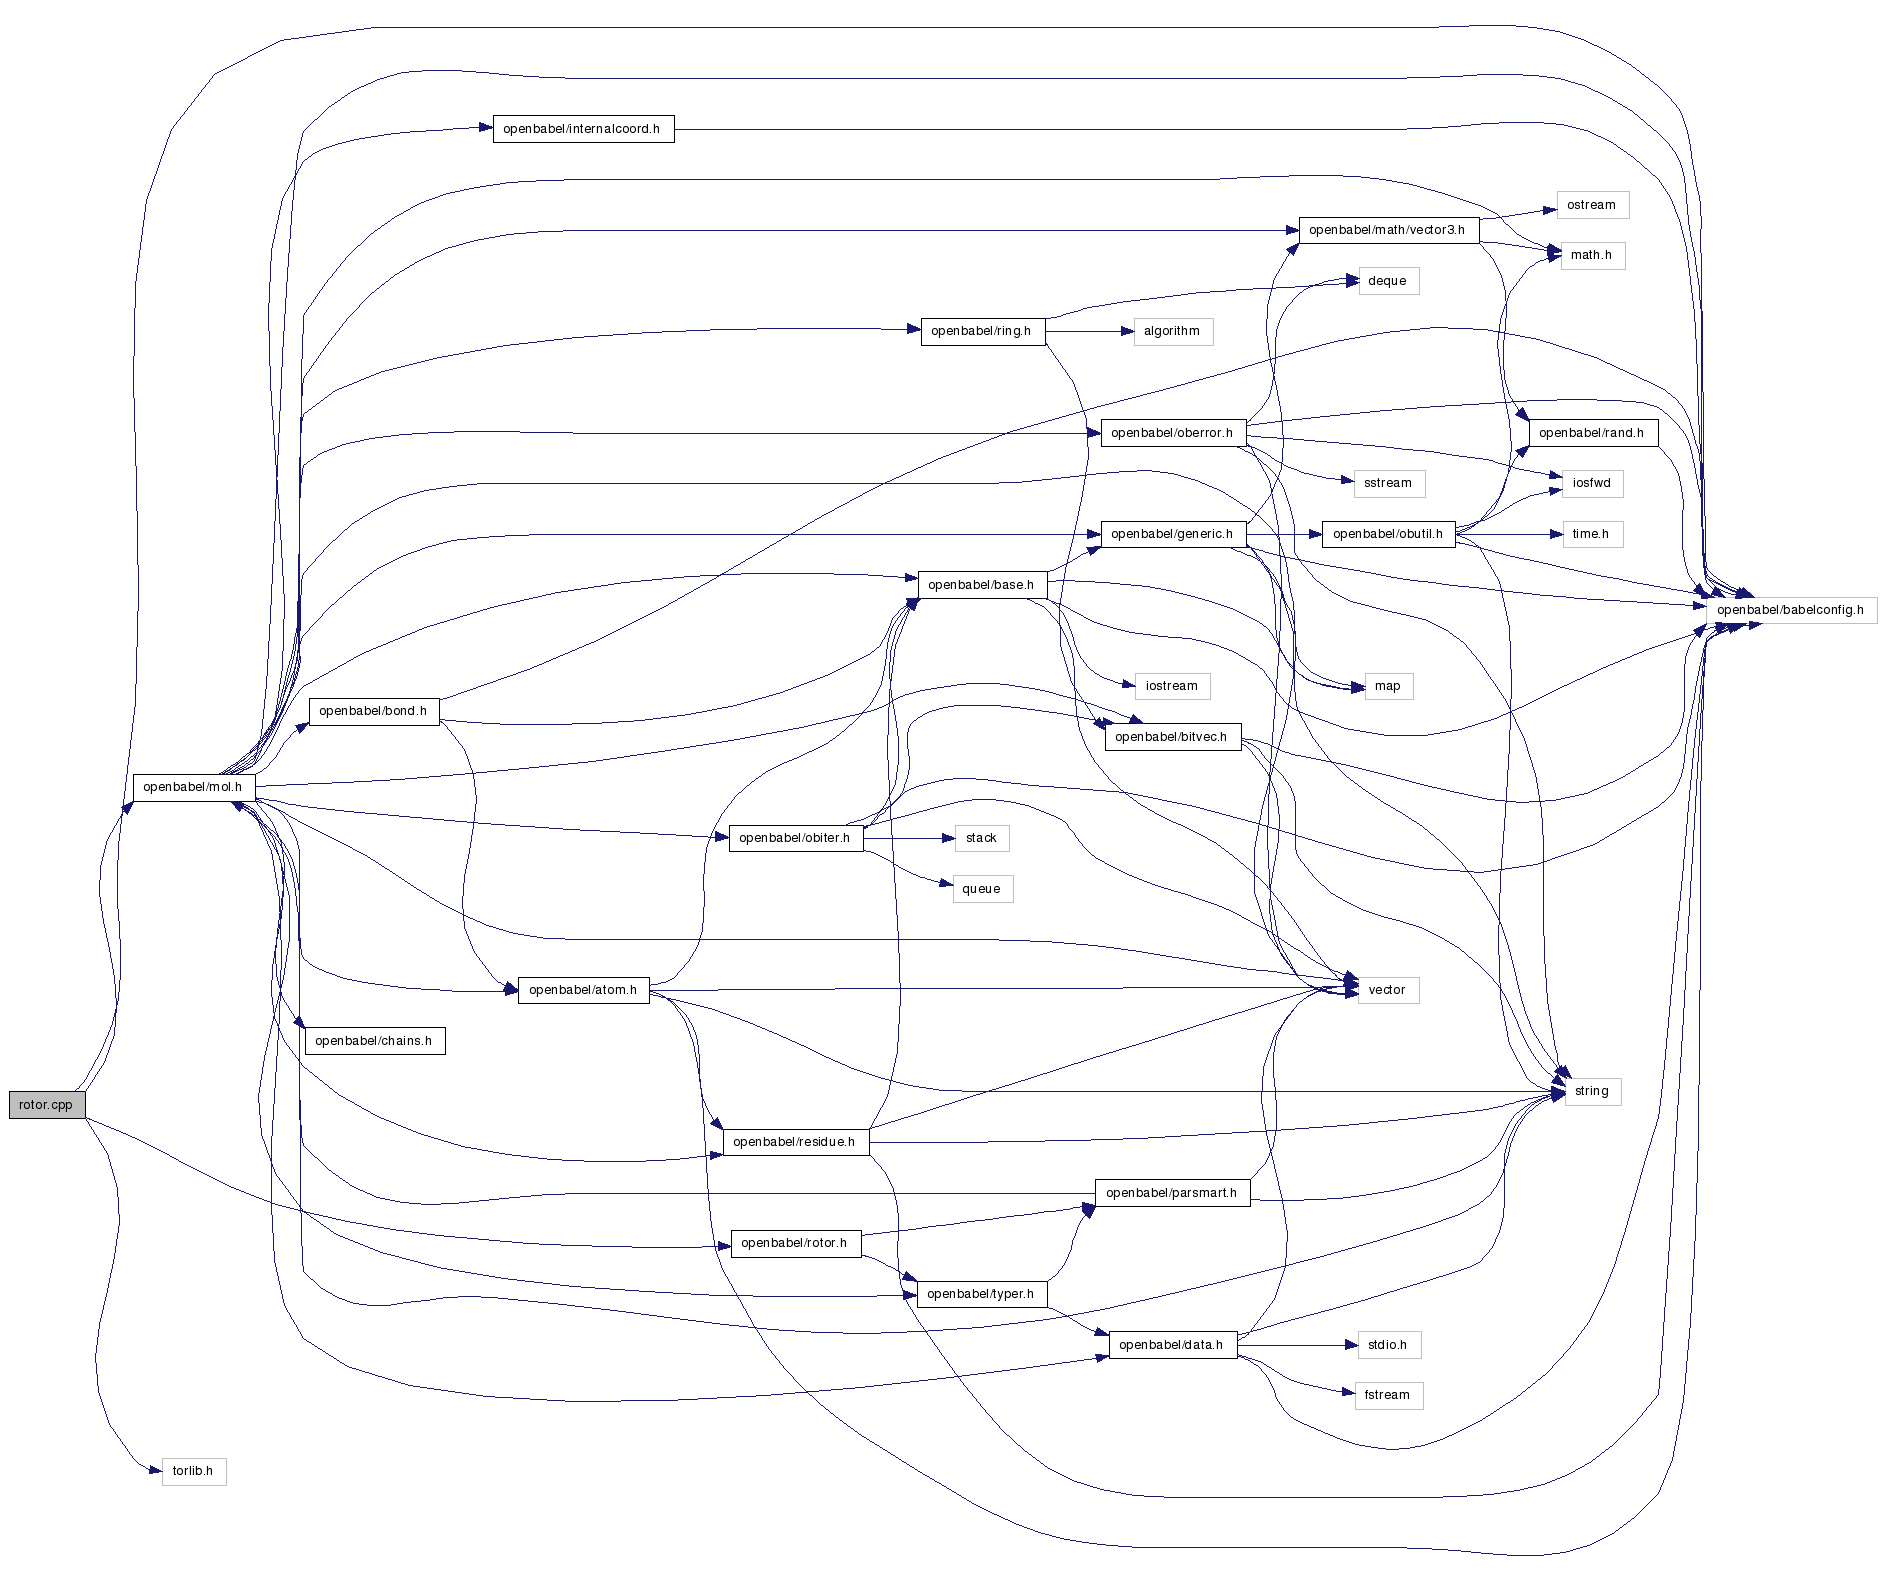 openbabel/internalcoord.h
ostream
openbabel/math/vector3.h
math.h
deque
openbabel/ring.h
algorithm
openbabel/oberror.h
openbabel/rand.h
sstream
iosfwd
openbabel/generic.h
openbabel/obutil.h
time.h
openbabel/base.h
openbabel/babelconfig.h
iostream
map
openbabel/bond.h
openbabel/bitvec.h
openbabel/mol.h
openbabel/obiter.h
stack
queue
openbabel/atom.h
vector
openbabel/chains.h
string
rotor.cpp
openbabel/residue.h
openbabel/parsmart.h
openbabel/rotor.h
openbabel/typer.h
openbabel/data.h
stdio.h
fstream
torlib.h